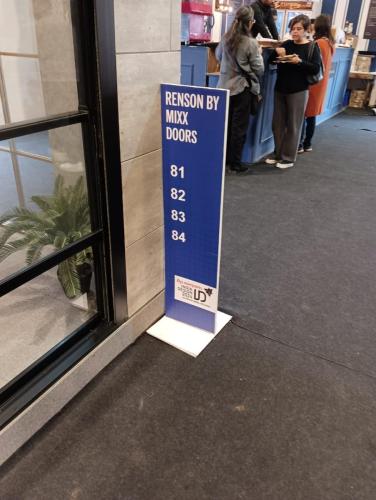 RENSON BY
MIXX
DOORS
81
82
83
84